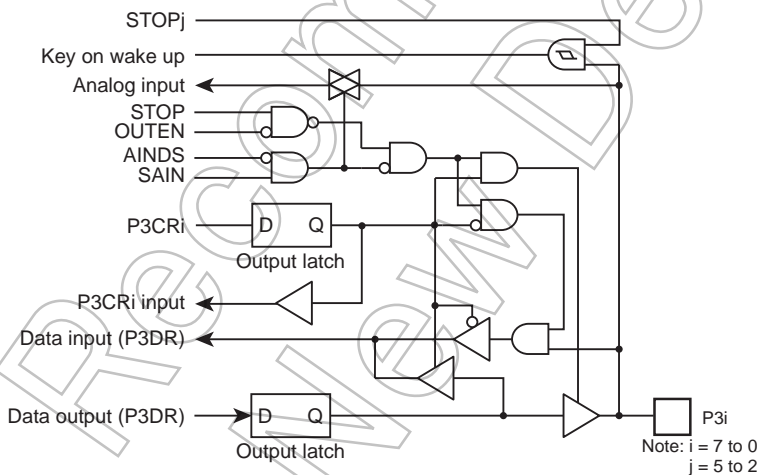 STOPj
Key on wake up
Analog input
STOP
OUTEN
AINDS
SAIN
P3CRi
D Q
Output latch
P3CRi input
Data input (P3DR)
Data output (P3DR)
D Q
Output latch
P3i
Note: i = 7 to 0
j = 5 to 2